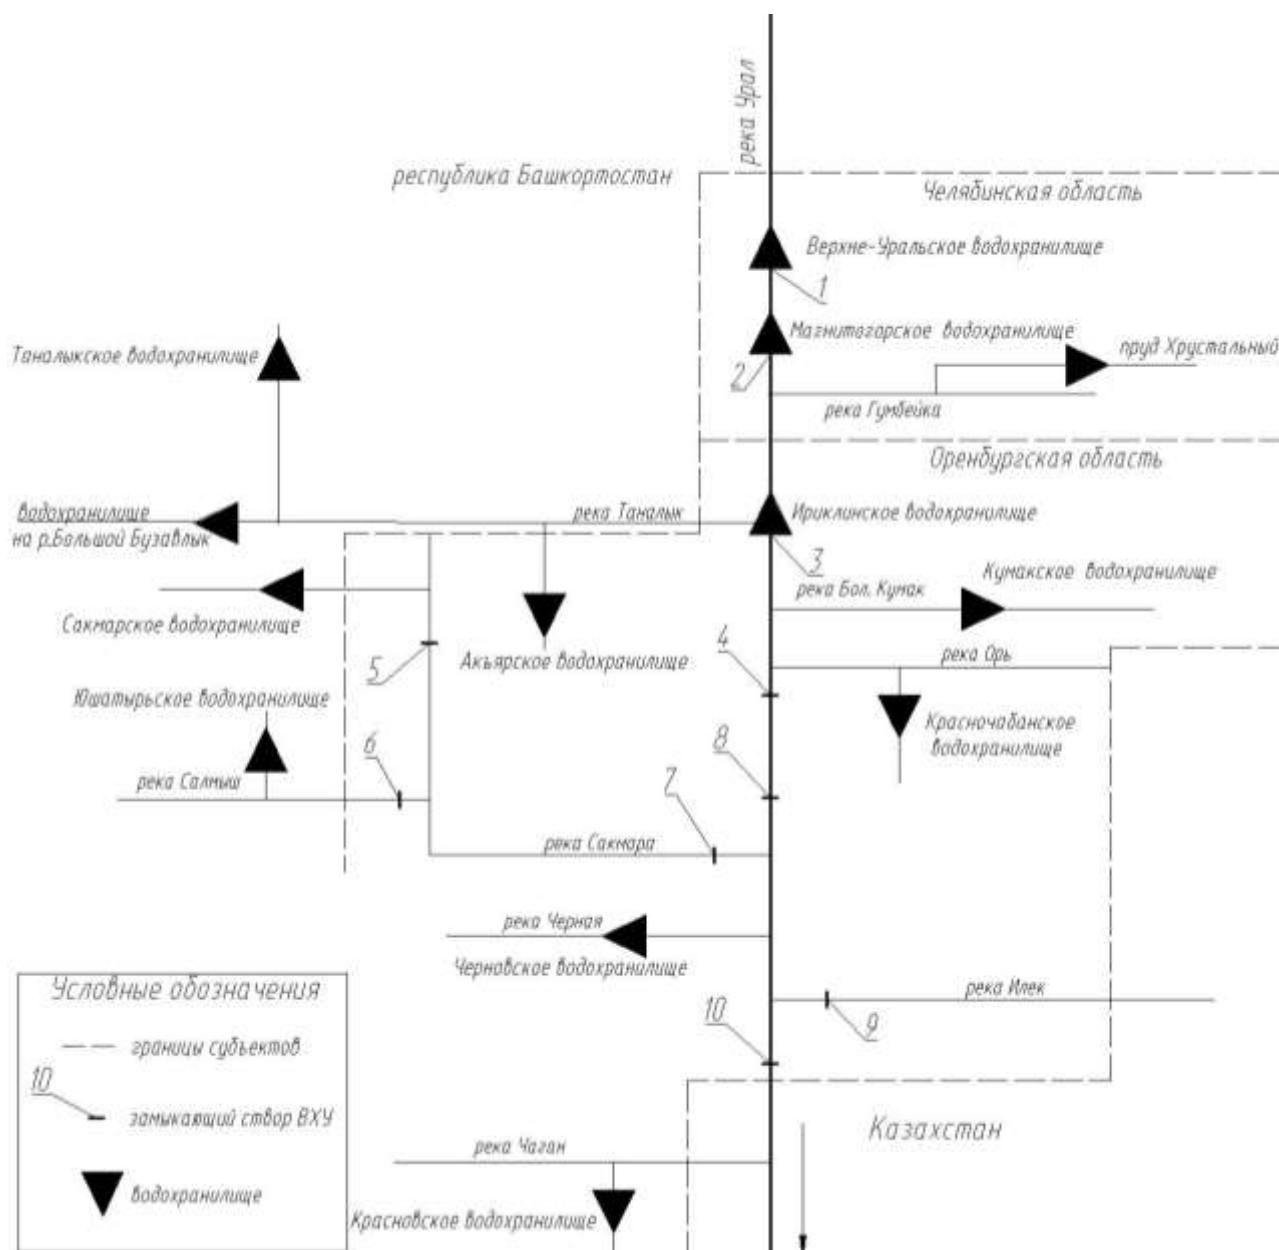 река Урал
республика Башкортостан
Челябинская область
Верхне-Уральское водохранилище
1
Магнитогорское водохранилище
2
пруд Хрустальный
Таналыкское водохранилище
река Гумбейка
Оренбургская область
водохранилище
на р.Большой Бузавлык
река Таналык
Ириклинское водохранилище
3
Кумакское водохранилище
река Бол. Кумак
Сакмарское водохранилище
5
Акъярское водохранилище
4
река Орь
Юшатырьское водохранилище
Красночабанское
водохранилище
6
8
река Салмыш
7
река Сакмара
река Черная
Черновское водохранилище
река Илек
9
10
Условные обозначения
границы субъектов
10
замыкающий створ ВХУ
водохранилище
Казахстан
река Чаган
Красновское водохранилище